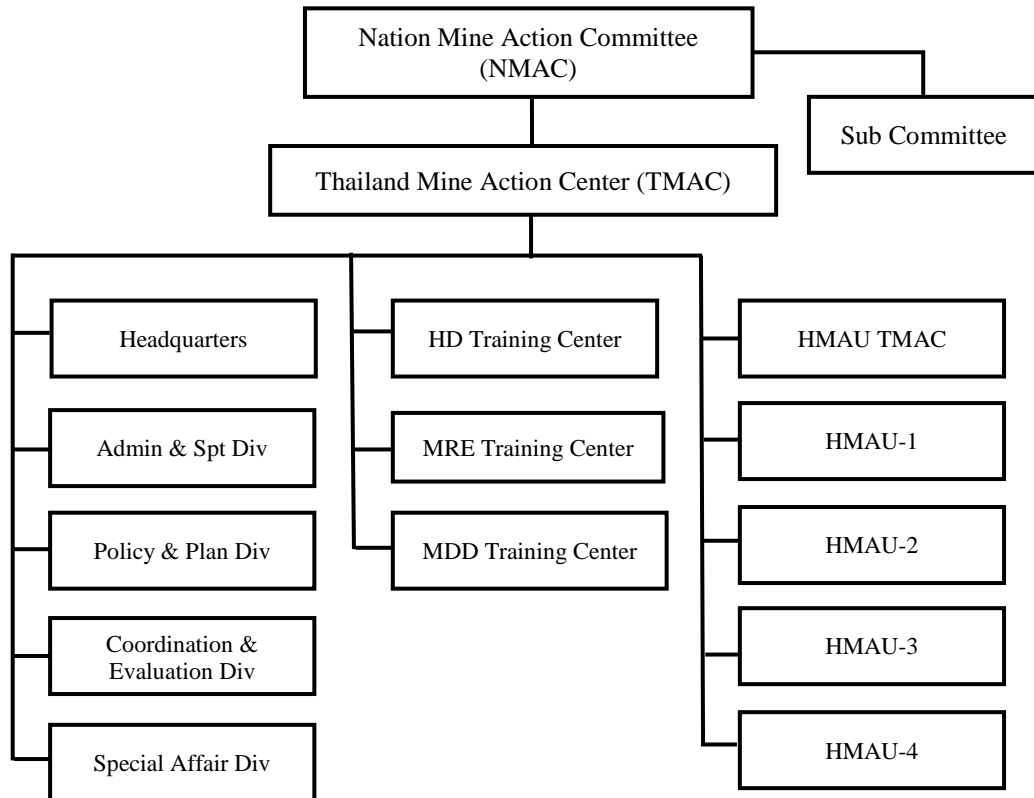 Nation Mine Action Committee
(NMAC)
Sub Committee
Thailand Mine Action Center (TMAC)
Headquarters
Admin & Spt Div
Policy & Plan Div
Coordination &
Evaluation Div
Special Affair Div
HD Training Center
MRE Training Center
MDD Training Center
HMAU TMAC
HMAU-1
HMAU-2
HMAU-3
HMAU-4